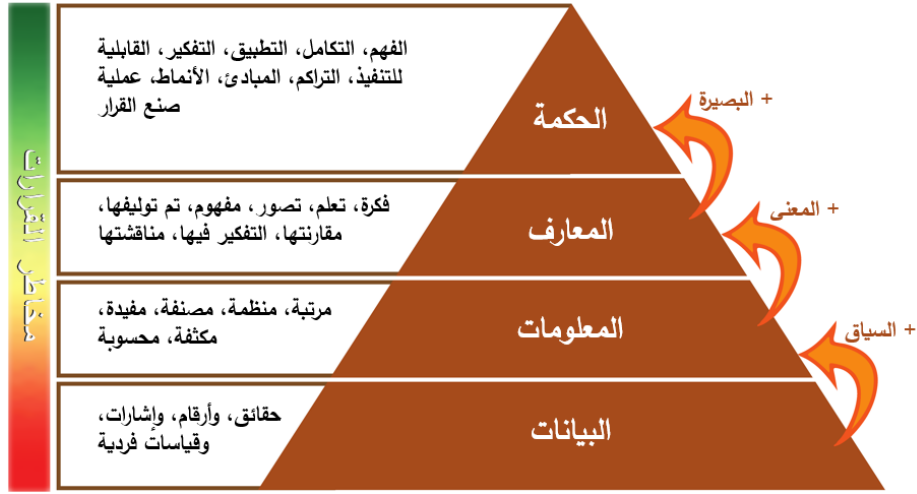 الفهم، التكامل، التطبيق، التفكير، القابلية
للتنفيذ، التراكم، المبادئ، الأنماط، عملية
صنع القرار
الحكمة
+ البصيرة
فكرة، تعلم، تصور، مفهوم، تم توليفها،
مقارنتها، التفكير فيها، مناقشتها
المعارف
+ المعنى
مرتبة، منظمة، مصنفة، مفيدة،
مكثفة، محسوبة
المعلومات
+ السياق
حقائق، وأرقام، وإشارات،
وقياسات فردية
البيانات
مخاطر القرارات